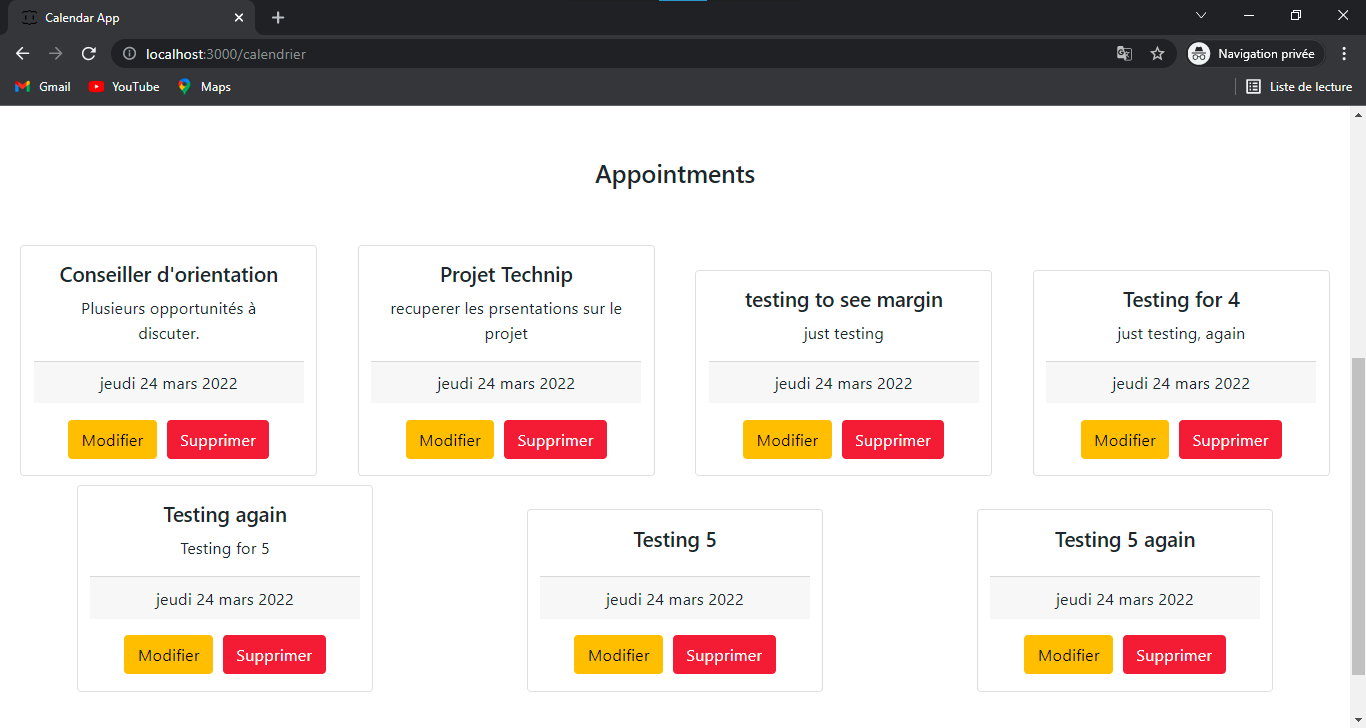 Calendar App
localhost:3000/calendrier
Navigation privée
Gmail
YouTube
Maps
Liste de lecture
Appointments
Conseiller d'orientation
Plusieurs opportunités à
discuter.
jeudi 24 mars 2022
Modifier
Supprimer
Projet Technip
recuperer les prsentations sur le
projet
jeudi 24 mars 2022
Modifier
Supprimer
testing to see margin
just testing
jeudi 24 mars 2022
Modifier
Supprimer
Testing for 4
just testing, again
jeudi 24 mars 2022
Modifier
Supprimer
Testing again
Testing for 5
jeudi 24 mars 2022
Modifier
Supprimer
Testing 5
jeudi 24 mars 2022
Modifier
Supprimer
Testing 5 again
jeudi 24 mars 2022
Modifier
Supprimer